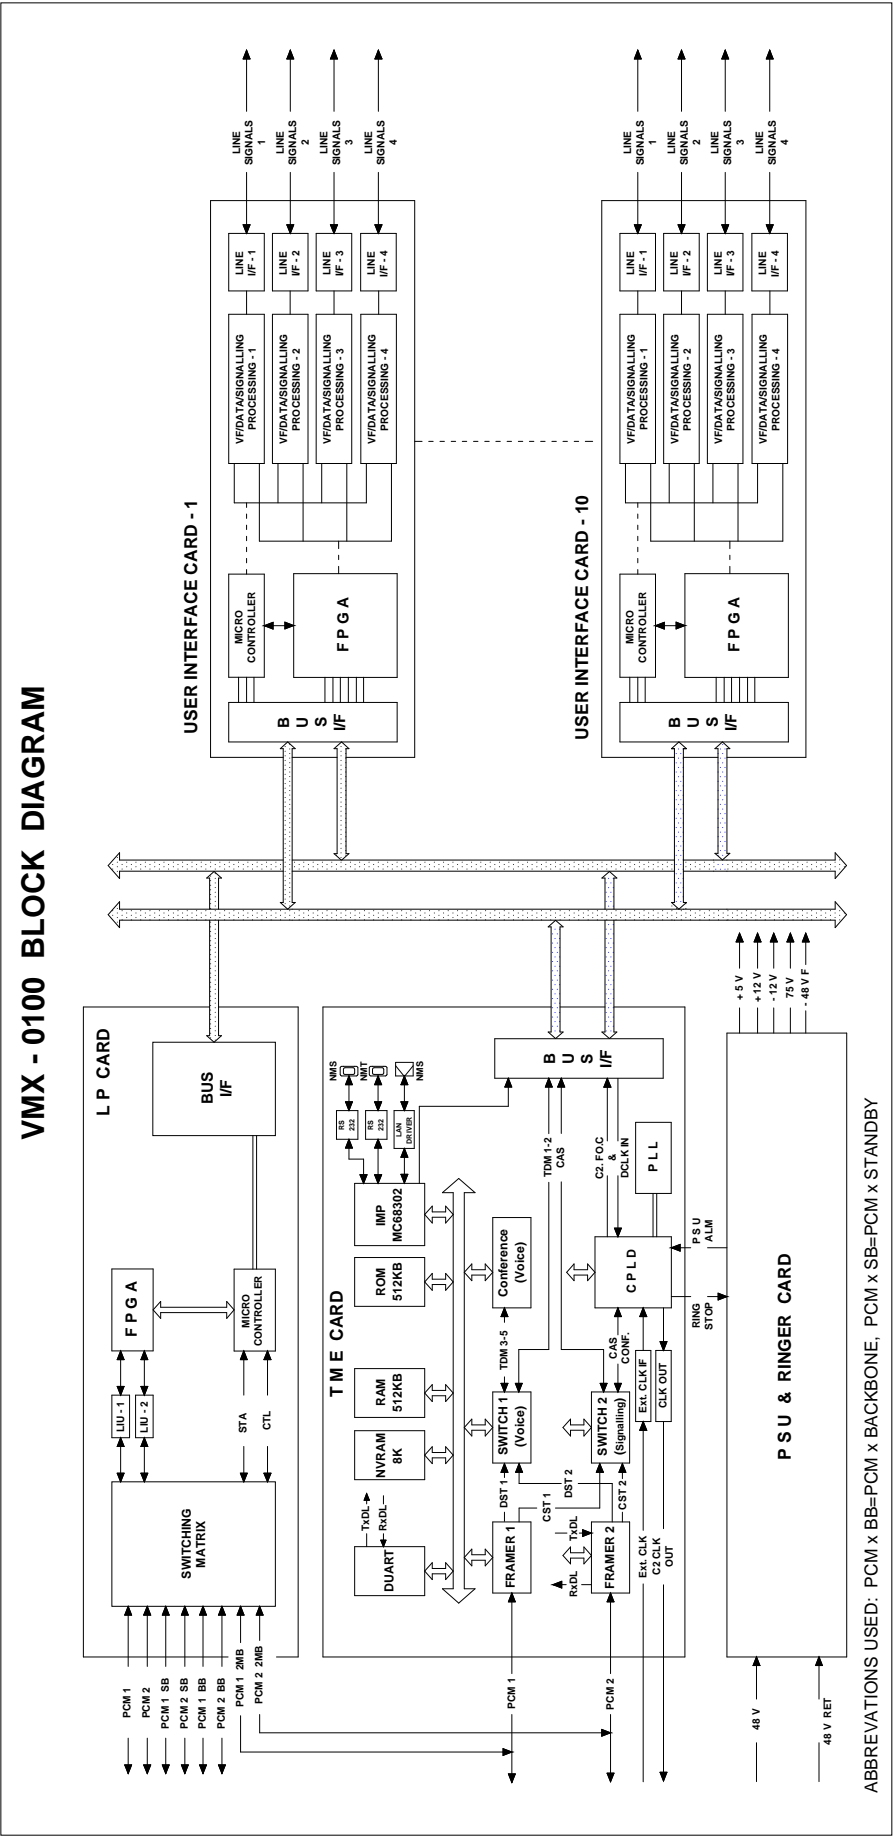 VMX - 0100 BLOCK DIAGRAM
L P CARD
PCM 1
PCM 2
PCM 1 SB
PCM 2 SB
PCM 1 BB
PCM 2 BB
PCM 1 2MB
PCM 2 2MB
SWITCHING
MATRIX
LIU - 1
LIU - 2
STA
CTL
F P G A
MICRO
CONTROLLER
BUS
I/F
T M E CARD
DUART
TxDL
RxDL
NVRAM
8K
RAM
512KB
ROM
512KB
IMP
MC68302
RS
232
RS
232
LAN
DRIVER
NMS
NMT
NMS
PCM 1
PCM 2
FRAMER 1
FRAMER 2
RxDL
TxDL
DST 1
CST 1
DST 2
CST 2
SWITCH 1
(Voice)
SWITCH 2
(Signalling)
TDM 3-5
Conference
(Voice)
TDM 1-2
CAS
CAS
CONF.
C P L D
P L L
C2. FO.C
&
DCLK IN
B U S
I/F
Ext. CLK
C2 CLK
OUT
Ext. CLK IF
CLK OUT
RING
STOP
P S U
ALM
P S U & RINGER CARD
48 V
48 V RET
+ 5 V
+12 V
- 12 V
75 V
- 48 V F
USER INTERFACE CARD - 1
B U S
I/F
MICRO
CONTROLLER
F P G A
VF/DATA/SIGNALLING
PROCESSING - 1
VF/DATA/SIGNALLING
PROCESSING - 2
VF/DATA/SIGNALLING
PROCESSING - 3
VF/DATA/SIGNALLING
PROCESSING - 4
LINE
I/F - 1
LINE
I/F - 2
LINE
I/F - 3
LINE
I/F - 4
LINE
SIGNALS
1
LINE
SIGNALS
2
LINE
SIGNALS
3
LINE
SIGNALS
4
USER INTERFACE CARD - 10
B U S
I/F
MICRO
CONTROLLER
F P G A
VF/DATA/SIGNALLING
PROCESSING - 1
VF/DATA/SIGNALLING
PROCESSING - 2
VF/DATA/SIGNALLING
PROCESSING - 3
VF/DATA/SIGNALLING
PROCESSING - 4
LINE
I/F - 1
LINE
I/F - 2
LINE
I/F - 3
LINE
I/F - 4
LINE
SIGNALS
1
LINE
SIGNALS
2
LINE
SIGNALS
3
LINE
SIGNALS
4
ABBREVATIONS USED: PCM x BB=PCM x BACKBONE, PCM x SB=PCM x STANDBY